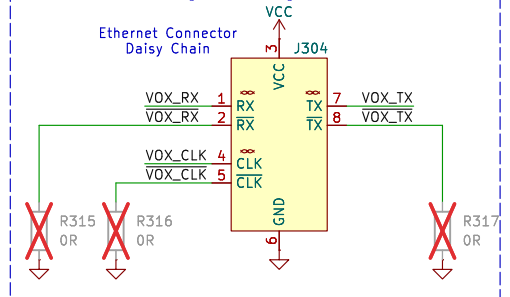 VCC
Ethernet Connector
Daisy Chain
J304
3
VCC
VOX_RX 1 RX
VOX_RX 2 RX
TX 7 VOX_TX
TX 8 VOX_TX
VOX_CLK 4 CLK
VOX_CLK 5 CLK
GND
6
R315
0R
R316
0R
R317
0R